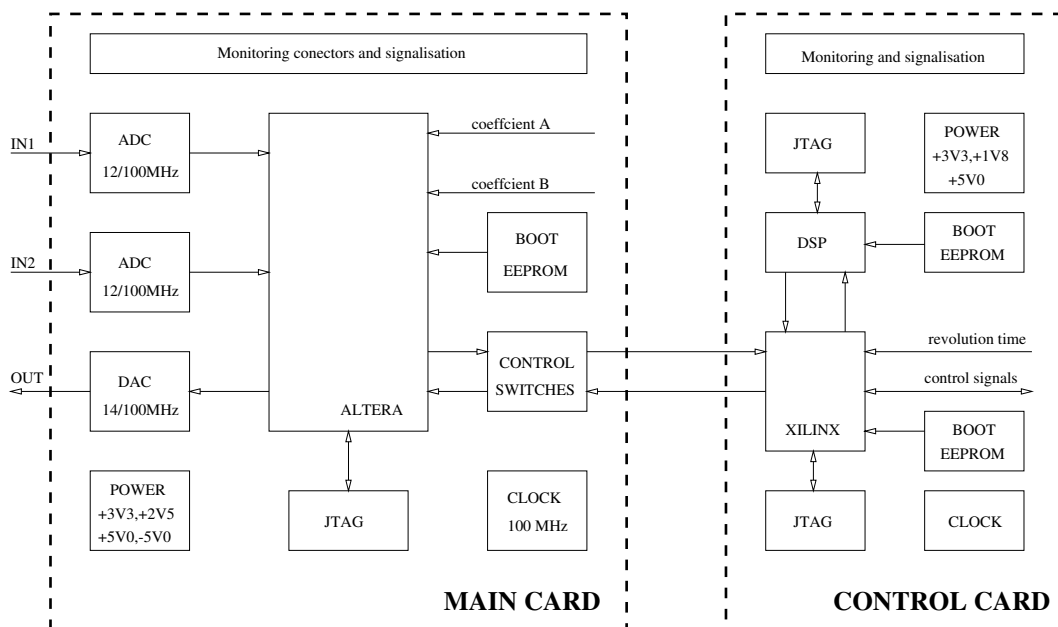 Monitoring conectors and signalisation
IN1
ADC
12/100MHz
IN2
ADC
12/100MHz
OUT
DAC
14/100MHz
ALTERA
coeffcient A
coeffcient B
BOOT
EEPROM
CONTROL
SWITCHES
POWER
+3V3,+2V5
+5V0,-5V0
JTAG
CLOCK
100 MHz
MAIN CARD
Monitoring and signalisation
JTAG
POWER
+3V3,+1V8
+5V0
DSP
BOOT
EEPROM
revolution time
control signals
XILINX
BOOT
EEPROM
JTAG
CLOCK
CONTROL CARD